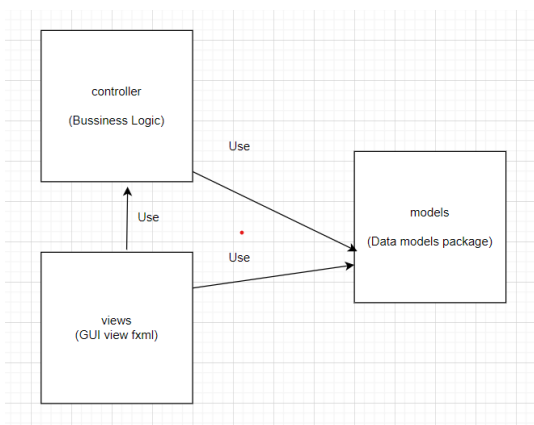 controller
(Bussiness Logic)
Use
models
(Data models package)
Use
Use
views
(GUI view fxml)